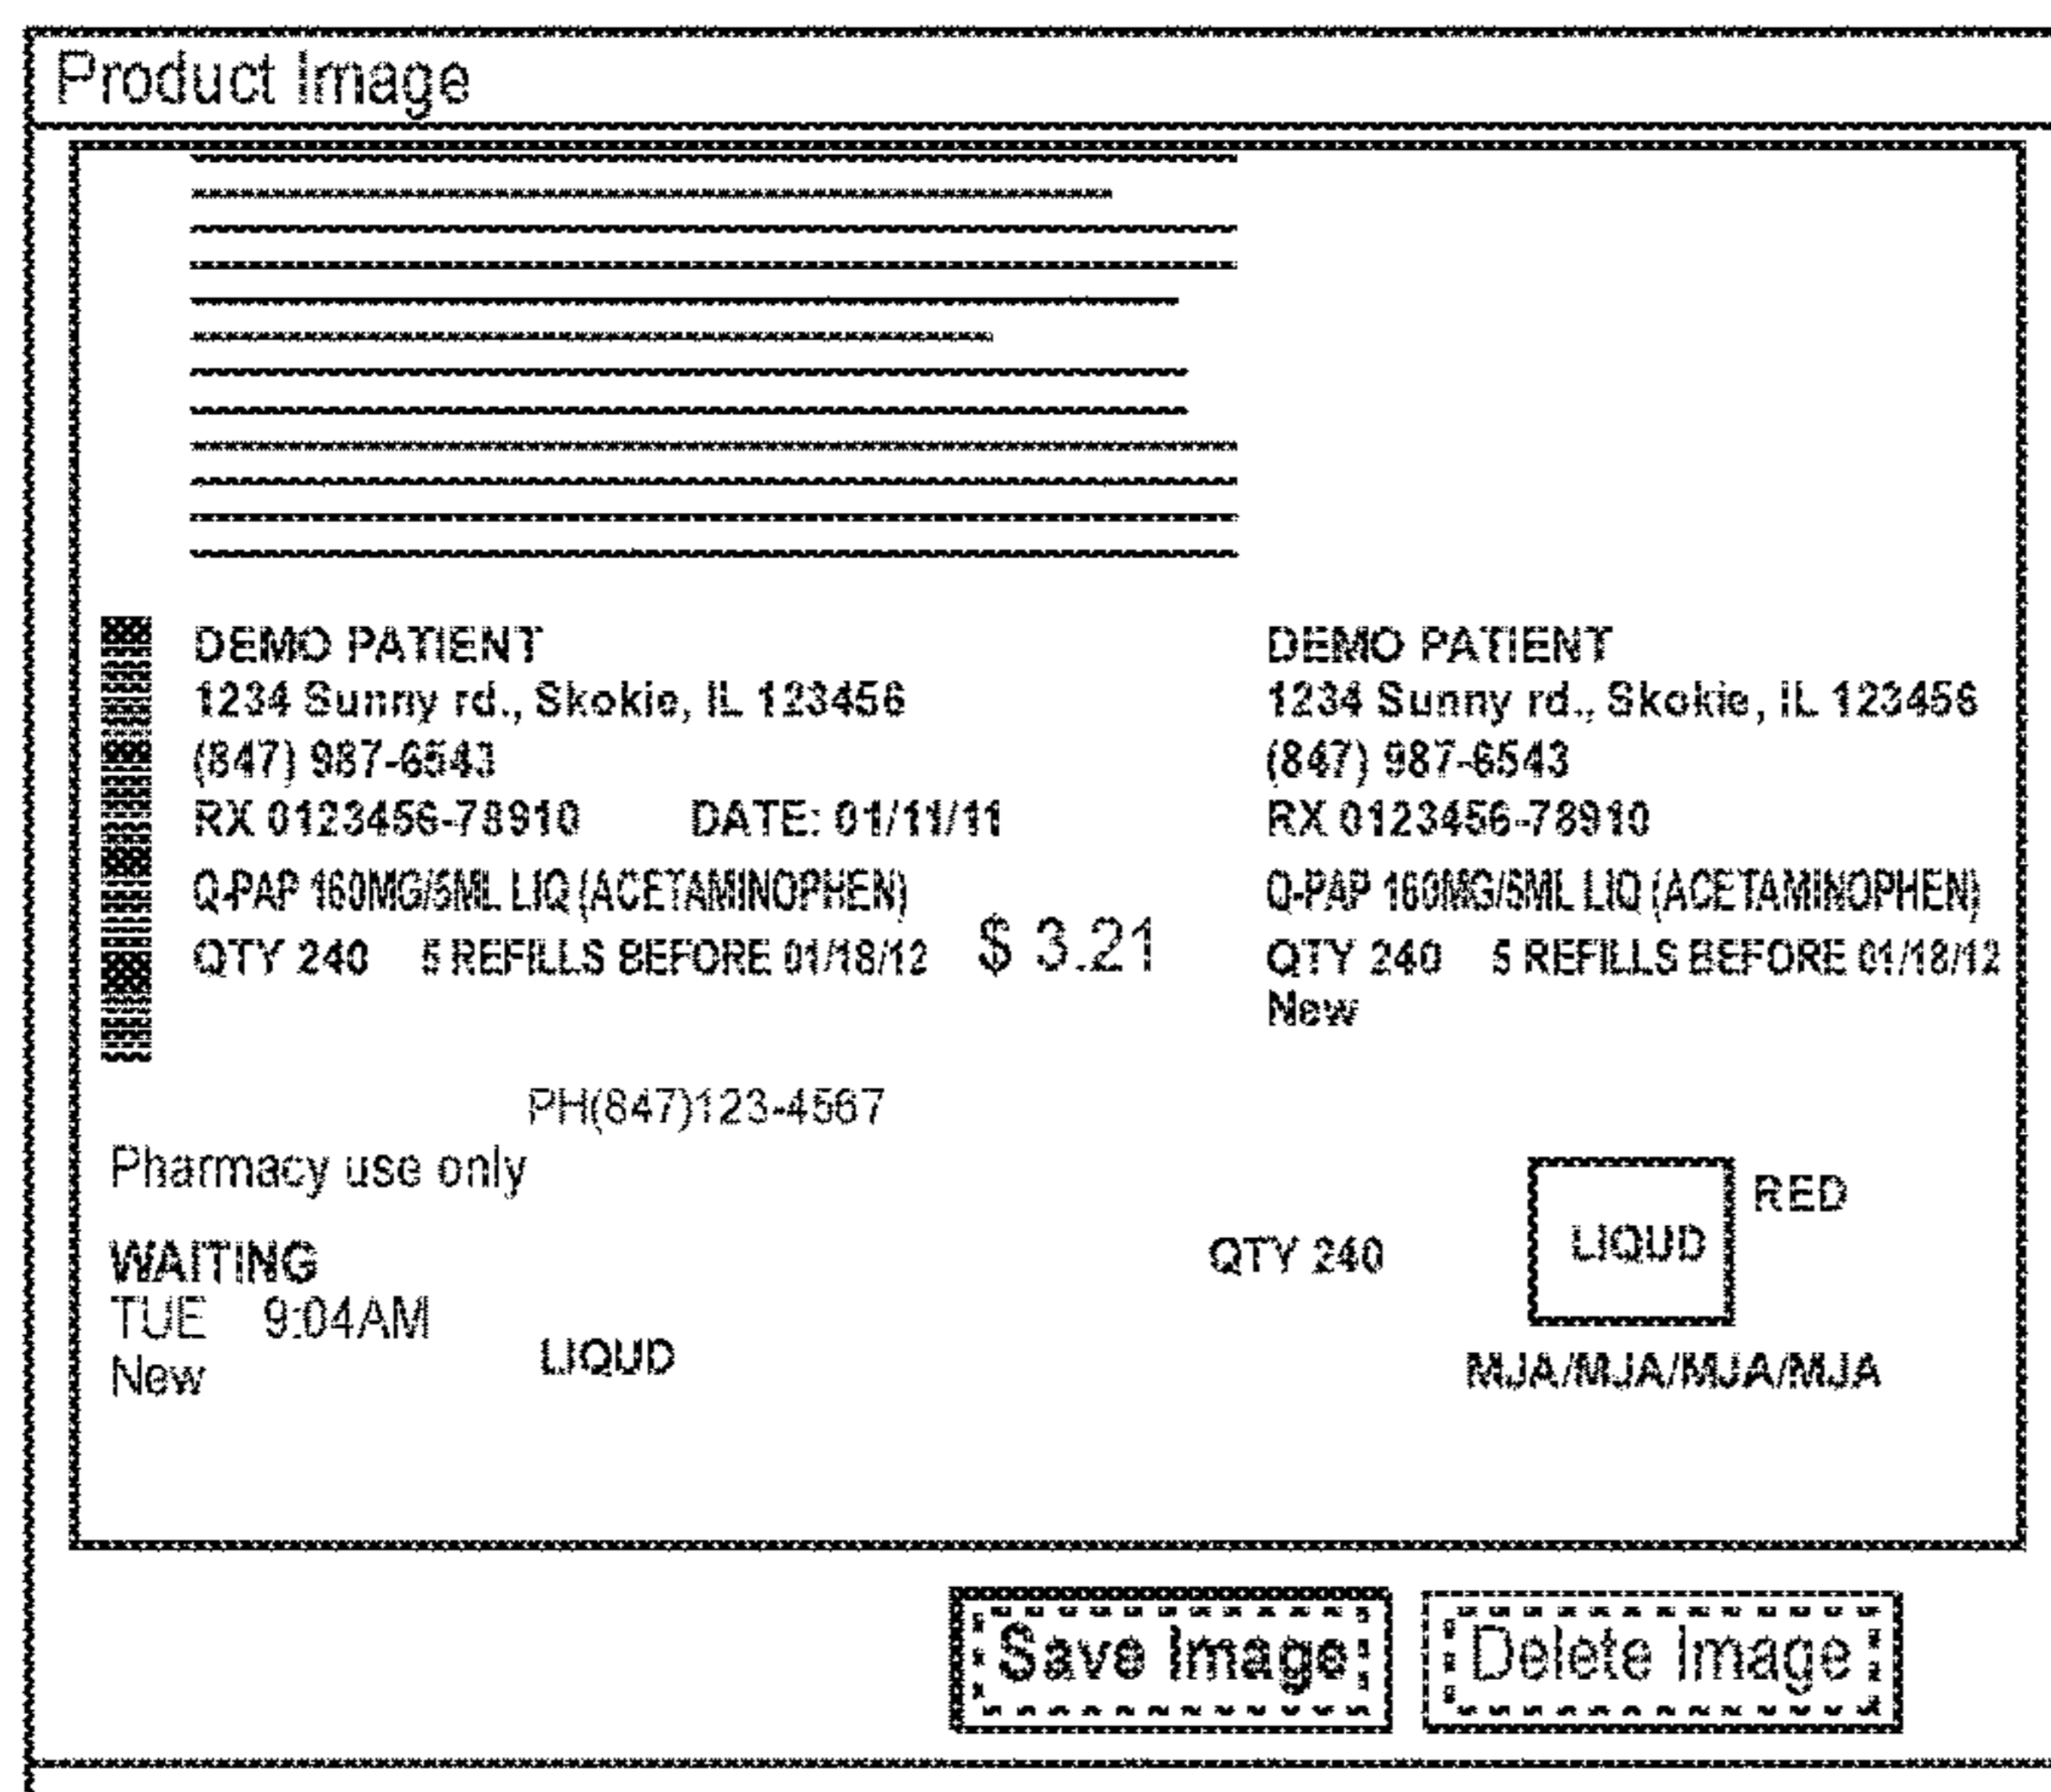 Product Image
DEMO PATIENT
1234 Sunny rd., Skokie, IL 123456
(847) 987-6543
RX 0123456-78910 DATE: 01/11/11
Q-PAP 160MG/5ML LIQ (ACETAMINOPHEN)
QTY 240 5 REFILLS BEFORE 01/18/12 $ 3.21
DEMO PATIENT
1234 Sunny rd., Skokie, IL 123456
(847) 987-6543
RX 0123456-78910
Q-PAP 160MG/5ML LIQ (ACETAMINOPHEN)
QTY 240 5 REFILLS BEFORE 01/18/12
New
PH(847)123-4567
Pharmacy use only
WAITING
TUE 9:04AM
New
LIQUD
QTY 240
LIQUD
RED
MJA/MJA/MJA/MJA
Save Image
Delete Image